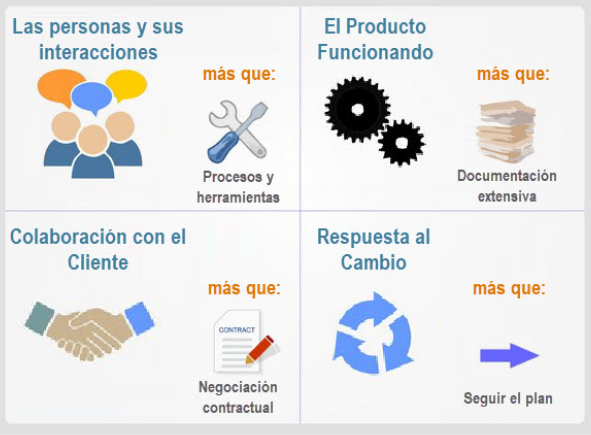 Las personas y sus
interacciones
más que:
Procesos y
herramientas
El Producto
Funcionando
más que:
Documentación
extensiva
Colaboración con el
Cliente
más que:
CONTRACT
Negociación
contractual
Respuesta al
Cambio
más que:
Seguir el plan